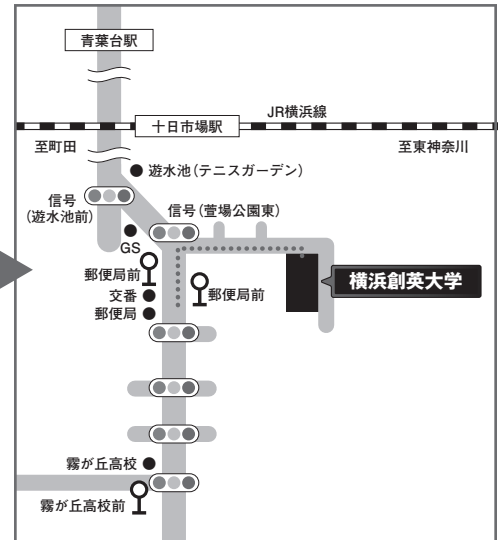 青葉台駅
JR横浜線
十日市場駅
至町田
至東神奈川
遊水池(テニスガーデン)
信号
(遊水池前)
信号(萱場公園東)
GS
郵便局前
郵便局前
交番
郵便局
横浜創英大学
霧が丘高校
霧が丘高校前